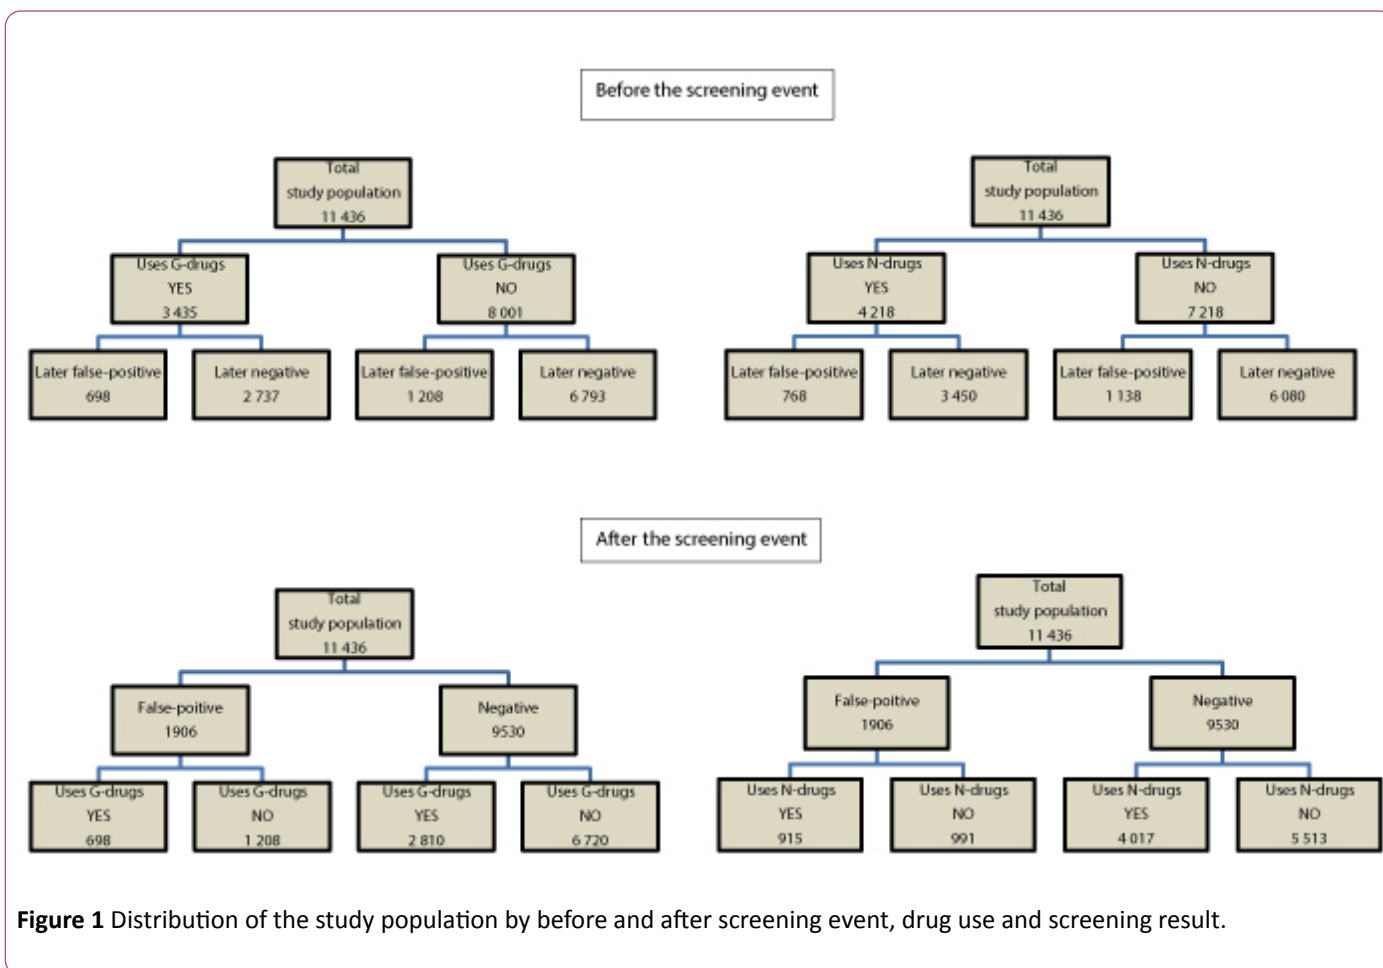 Before the screening event
Total
study population
11 436
Uses G-drugs
YES
3 435
Uses G-drugs
NO
8 001
Later false-positive
698
Later negative
2 737
Later false-positive
1 208
Later negative
6 793
Total
study population
11 436
Uses N-drugs
YES
4 218
Uses N-drugs
NO
7 218
Later false-positive
768
Later negative
3 450
Later false-positive
1 138
Later negative
6 080
After the screening event
Total
study population
11 436
False-poitive
1906
Negative
9530
Uses G-drugs
YES
698
Uses G-drugs
NO
1 208
Uses G-drugs
YES
2 810
Uses G-drugs
NO
6 720
Total
study population
11 436
False-poitive
1906
Negative
9530
Uses N-drugs
YES
915
Uses N-drugs
NO
991
Uses N-drugs
YES
4 017
Uses N-drugs
NO
5 513
Figure 1 Distribution of the study population by before and after screening event, drug use and screening result.